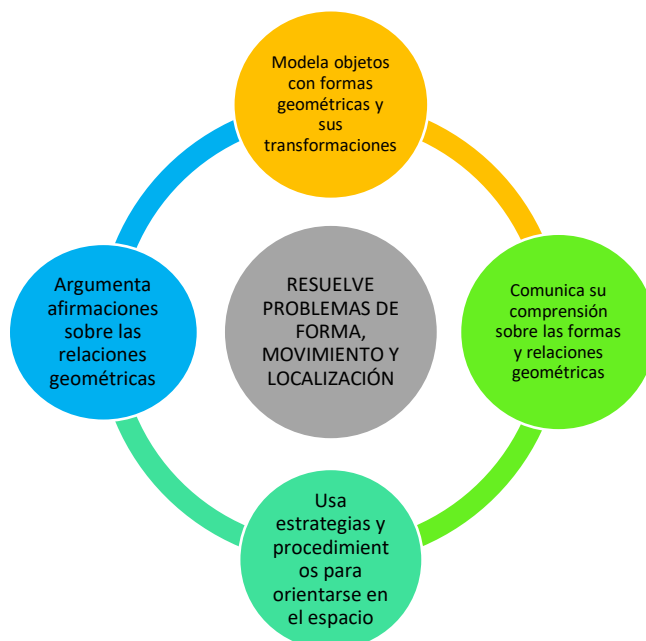 Modela objetos
con formas
geométricas y
sus
transformaciones
Argumenta
afirmaciones
sobre las
relaciones
geométricas
RESUELVE
PROBLEMAS DE
FORMA,
MOVIMIENTO Y
LOCALIZACIÓN
Comunica su
comprensión
sobre las formas
y relaciones
geométricas
Usa
estrategias y
procedimient
os para
orientarse en
el espacio